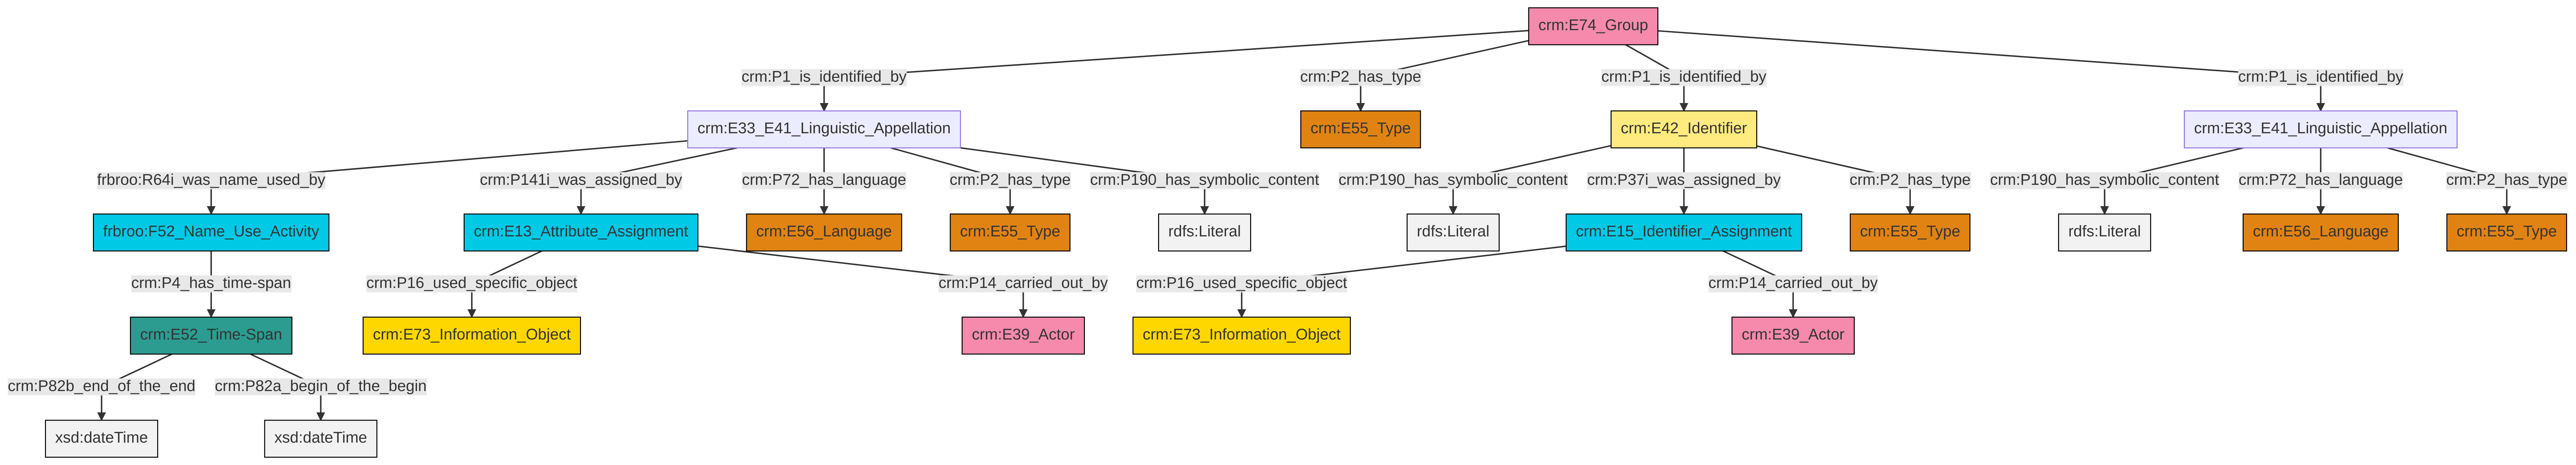 crm:E74_Group
crm:P1_is_identified_by
crm:P2_has_type
crm:P1_is_identified_by
crm:P1_is_identified_by
crm:E33_E41_Linguistic_Appellation
crm:E55_Type
crm:E42_Identifier
crm:E33_E41_Linguistic_Appellation
frbroo:R64i_was_name_used_by
crm:P141i_was_assigned_by
crm:P72_has_language
crm:P2_has_type
crm:P190_has_symbolic_content
crm:P190_has_symbolic_content
crm:P37i_was_assigned_by
crm:P2_has_type
crm:P190_has_symbolic_content
crm:P72_has_language
crm:P2_has_type
frbroo:F52_Name_Use_Activity
crm:E13_Attribute_Assignment
crm:E56_Language
crm:E55_Type
rdfs:Literal
rdfs:Literal
crm:E15_Identifier_Assignment
crm:E55_Type
rdfs:Literal
crm:E56_Language
crm:E55_Type
crm:P4_has_time-span
crm:P16_used_specific_object
crm:P14_carried_out_by
crm:P16_used_specific_object
crm:P14_carried_out_by
crm:E52_Time-Span
crm:E73_Information_Object
crm:E39_Actor
crm:E73_Information_Object
crm:E39_Actor
crm:P82b_end_of_the_end
crm:P82a_begin_of_the_begin
xsd:dateTime
xsd:dateTime